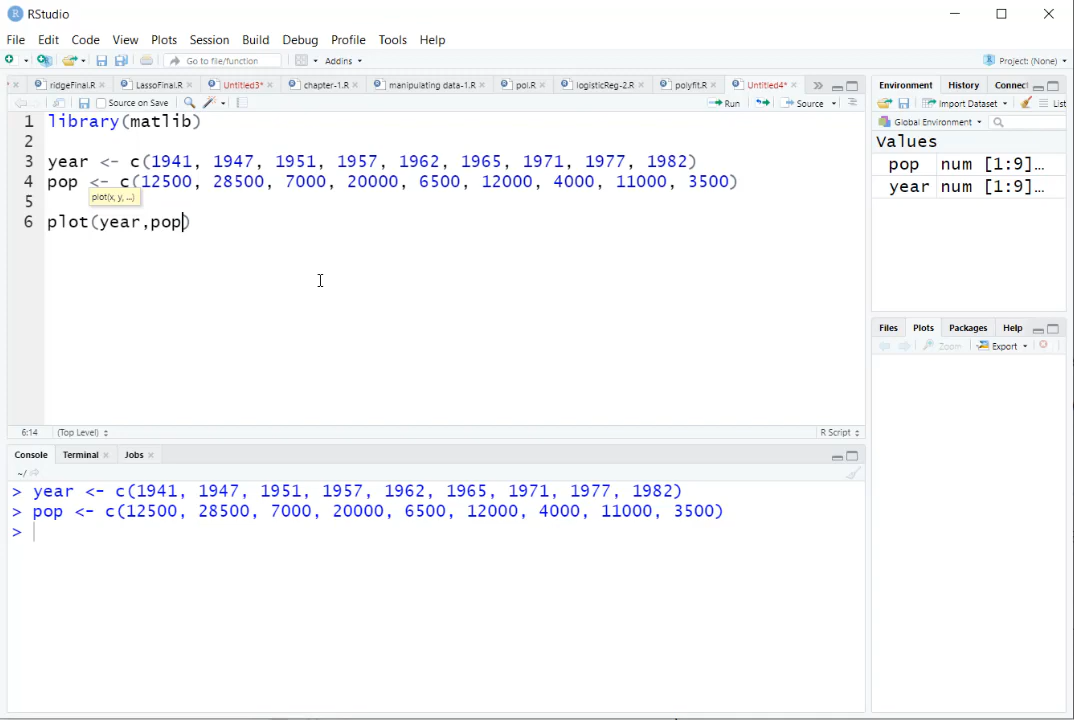 RStudio
File Edit Code View Plots Session Build Debug Profile Tools Help
Go to file/function Addins Project: (None)
ridgeFinal.R LassoFinal.R Untitled3* chapter-1.R manipulating data-1.R pol.R logisticReg-2.R polyfit.R Untitled4*
Source on Save Run Source
1 library(matlib)
2
3 year <- c(1941, 1947, 1951, 1957, 1962, 1965, 1971, 1977, 1982)
4 pop <- c(12500, 28500, 7000, 20000, 6500, 12000, 4000, 11000, 3500)
plot(x, y, ...)
5
6 plot(year,pop)
6:14 (Top Level) R Script
Console Terminal Jobs
~/
> year <- c(1941, 1947, 1951, 1957, 1962, 1965, 1971, 1977, 1982)
> pop <- c(12500, 28500, 7000, 20000, 6500, 12000, 4000, 11000, 3500)
>
Environment History Connect
Import Dataset List
Global Environment
Values
pop num [1:9]…
year num [1:9]…
Files Plots Packages Help
Zoom Export